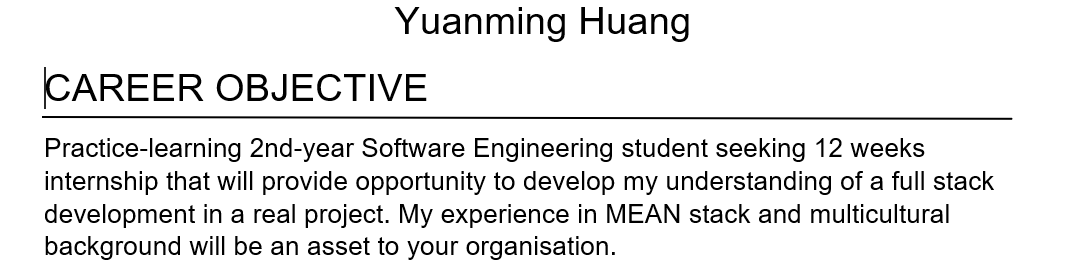 Yuanming Huang
CAREER OBJECTIVE
Practice-learning 2nd-year Software Engineering student seeking 12 weeks
internship that will provide opportunity to develop my understanding of a full stack
development in a real project. My experience in MEAN stack and multicultural
background will be an asset to your organisation.